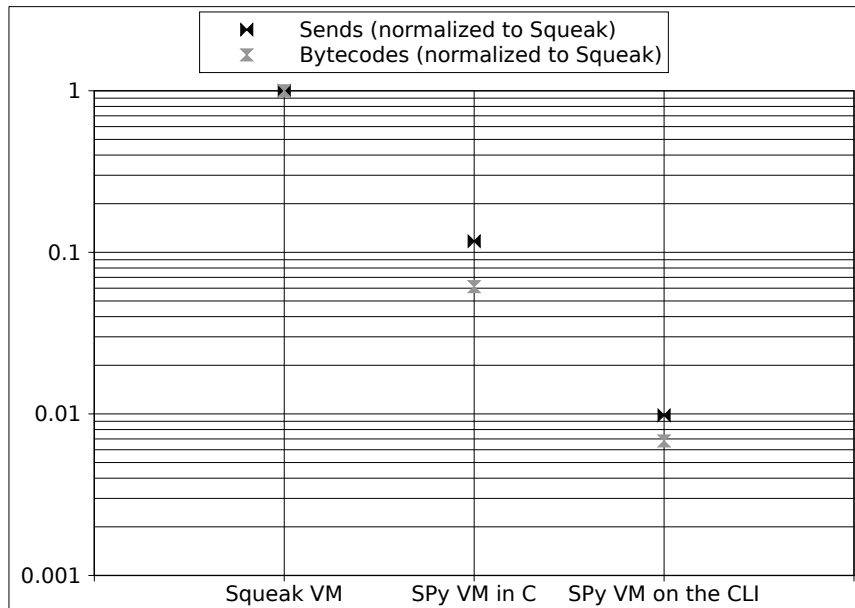 Sends (normalized to Squeak)
Bytecodes (normalized to Squeak)
1
0.1
0.01
0.001
Squeak VM
SPy VM in C
SPy VM on the CLI